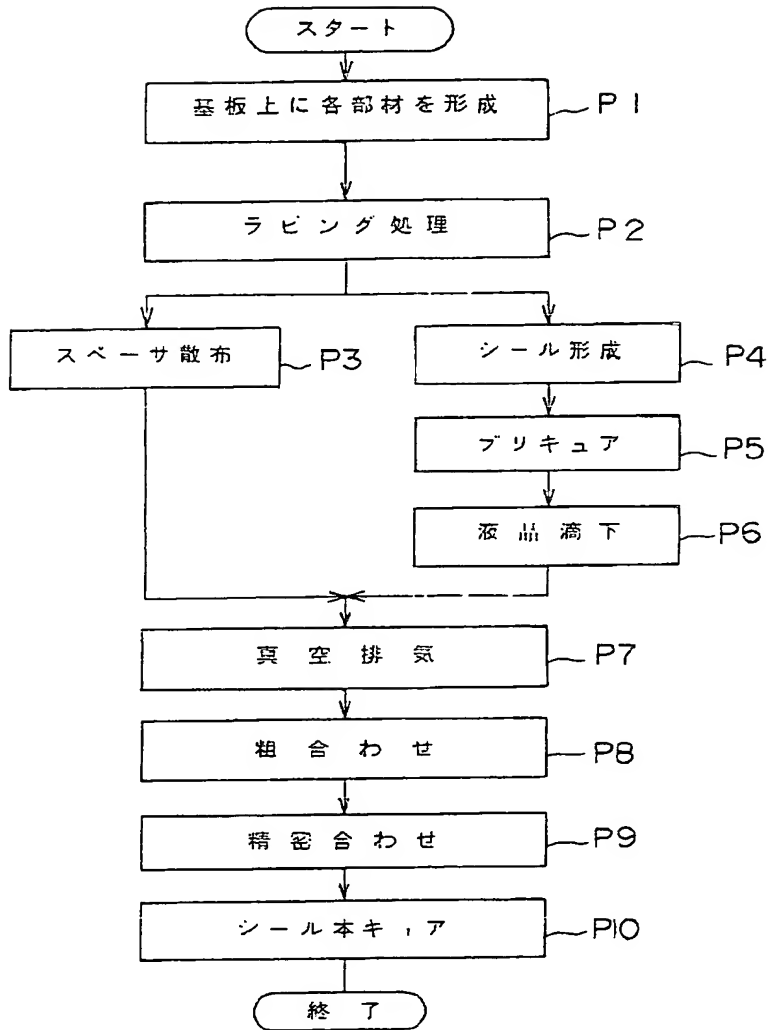 スタート
基板上に各部材を形成
P1
ラビング処理
P2
スペーサ散布
P3
シール形成
P4
プリキュア
P5
液晶滴下
P6
真空排気
P7
粗合わせ
P8
精密合わせ
P9
シール本キュア
P10
終了